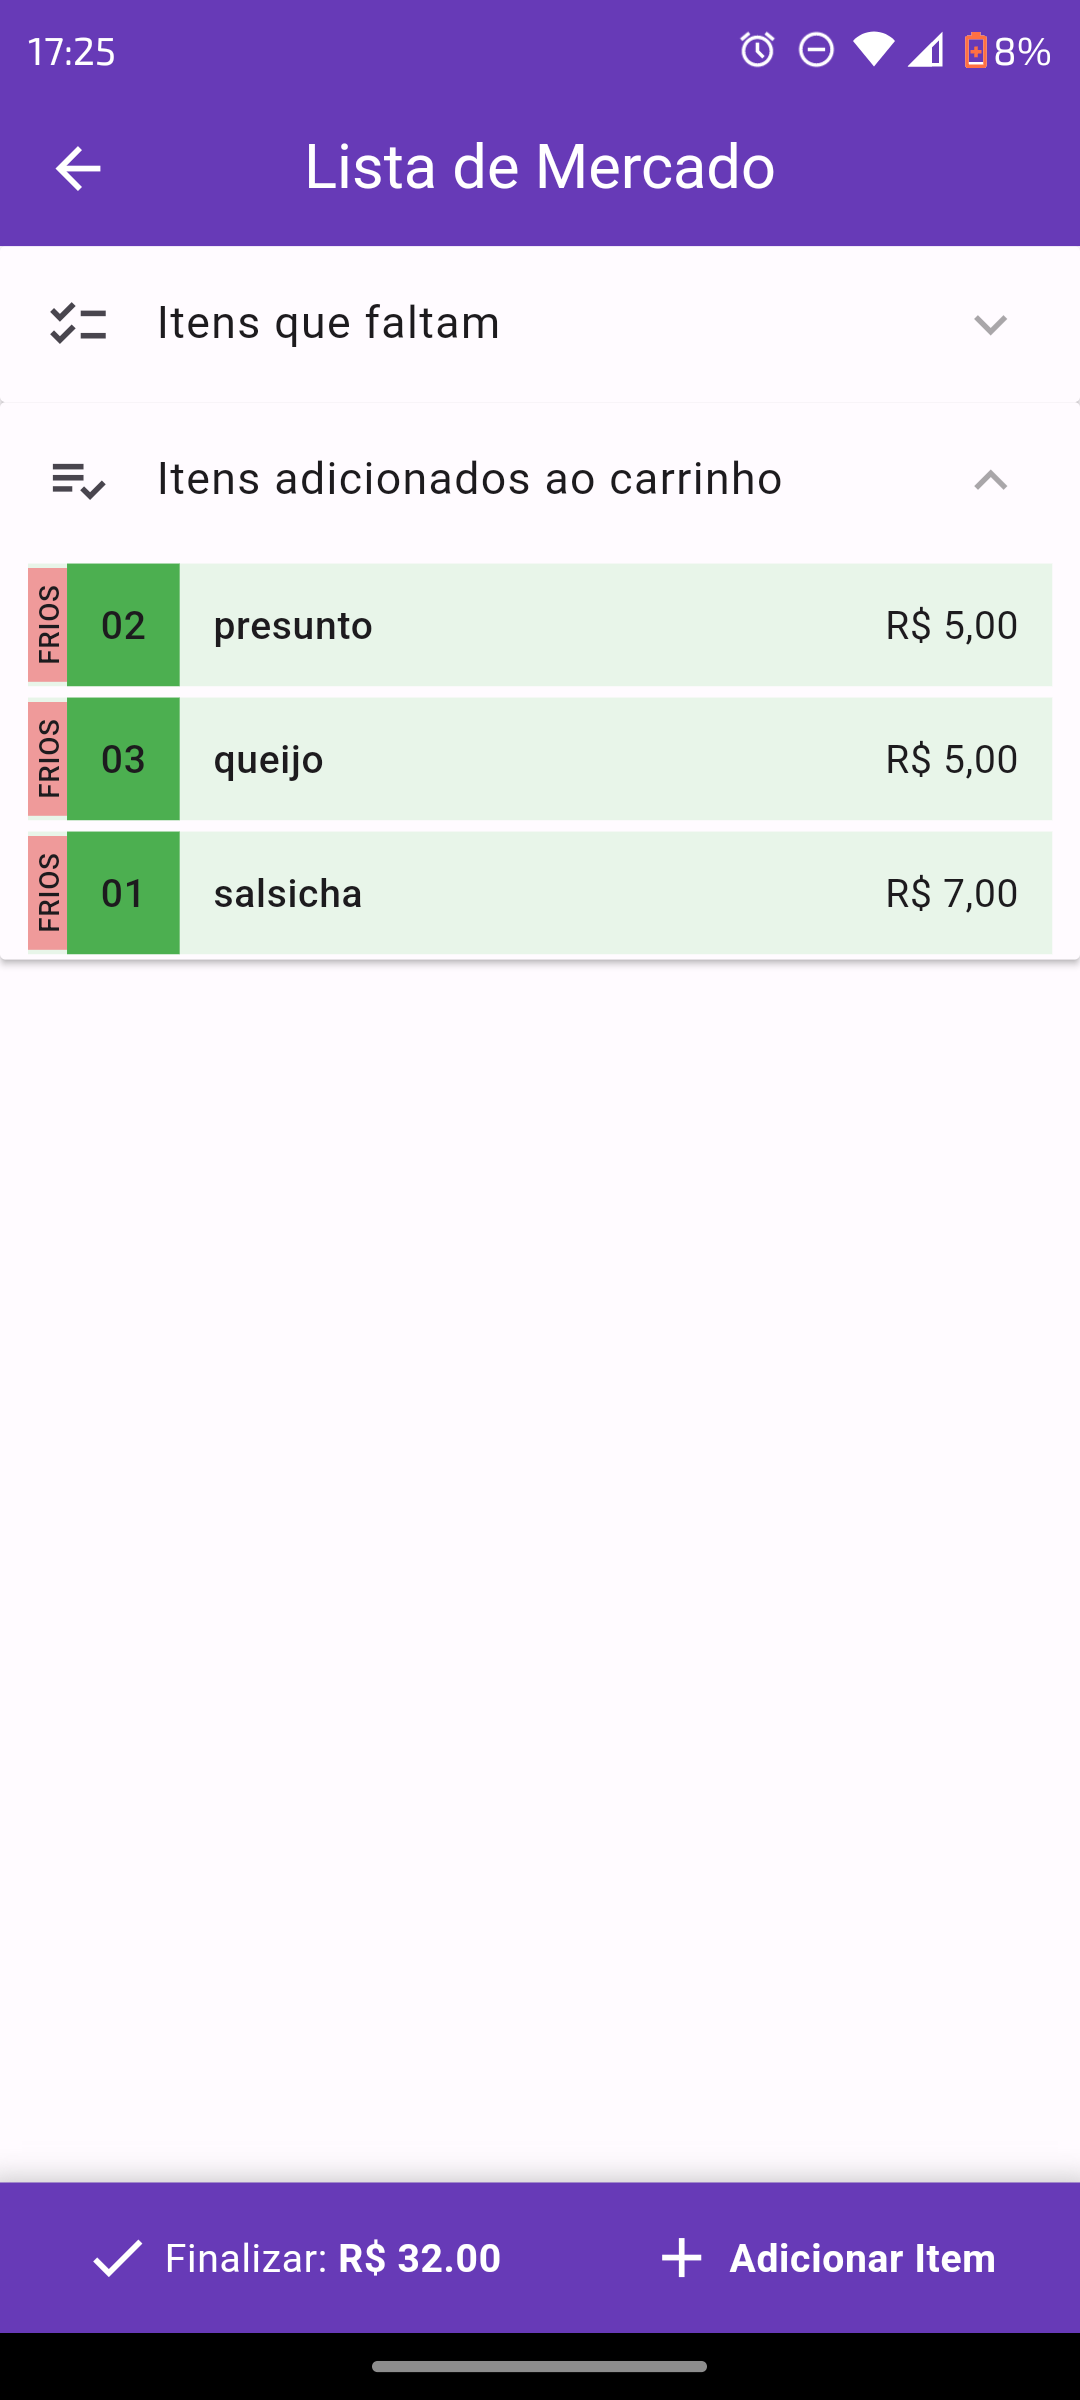 17:25
8%
Lista de Mercado
Itens que faltam
Itens adicionados ao carrinho
FRIOS 02 presunto R$ 5,00
FRIOS 03 queijo R$ 5,00
FRIOS 01 salsicha R$ 7,00
Finalizar: R$ 32.00
Adicionar Item